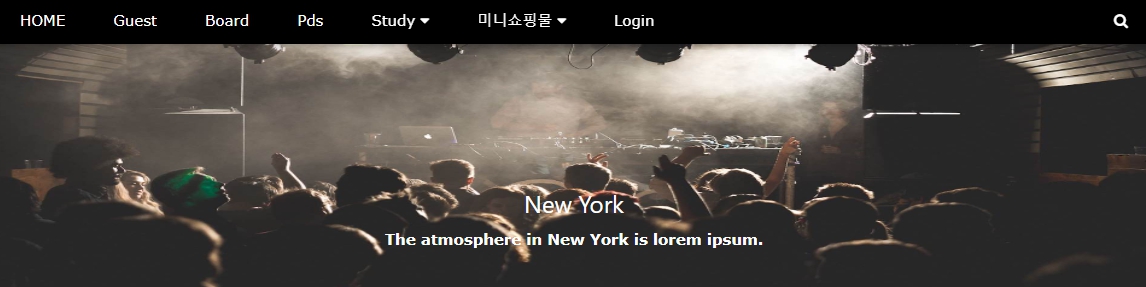 HOME Guest Board Pds Study 미니쇼핑몰 Login
New York
The atmosphere in New York is lorem ipsum.